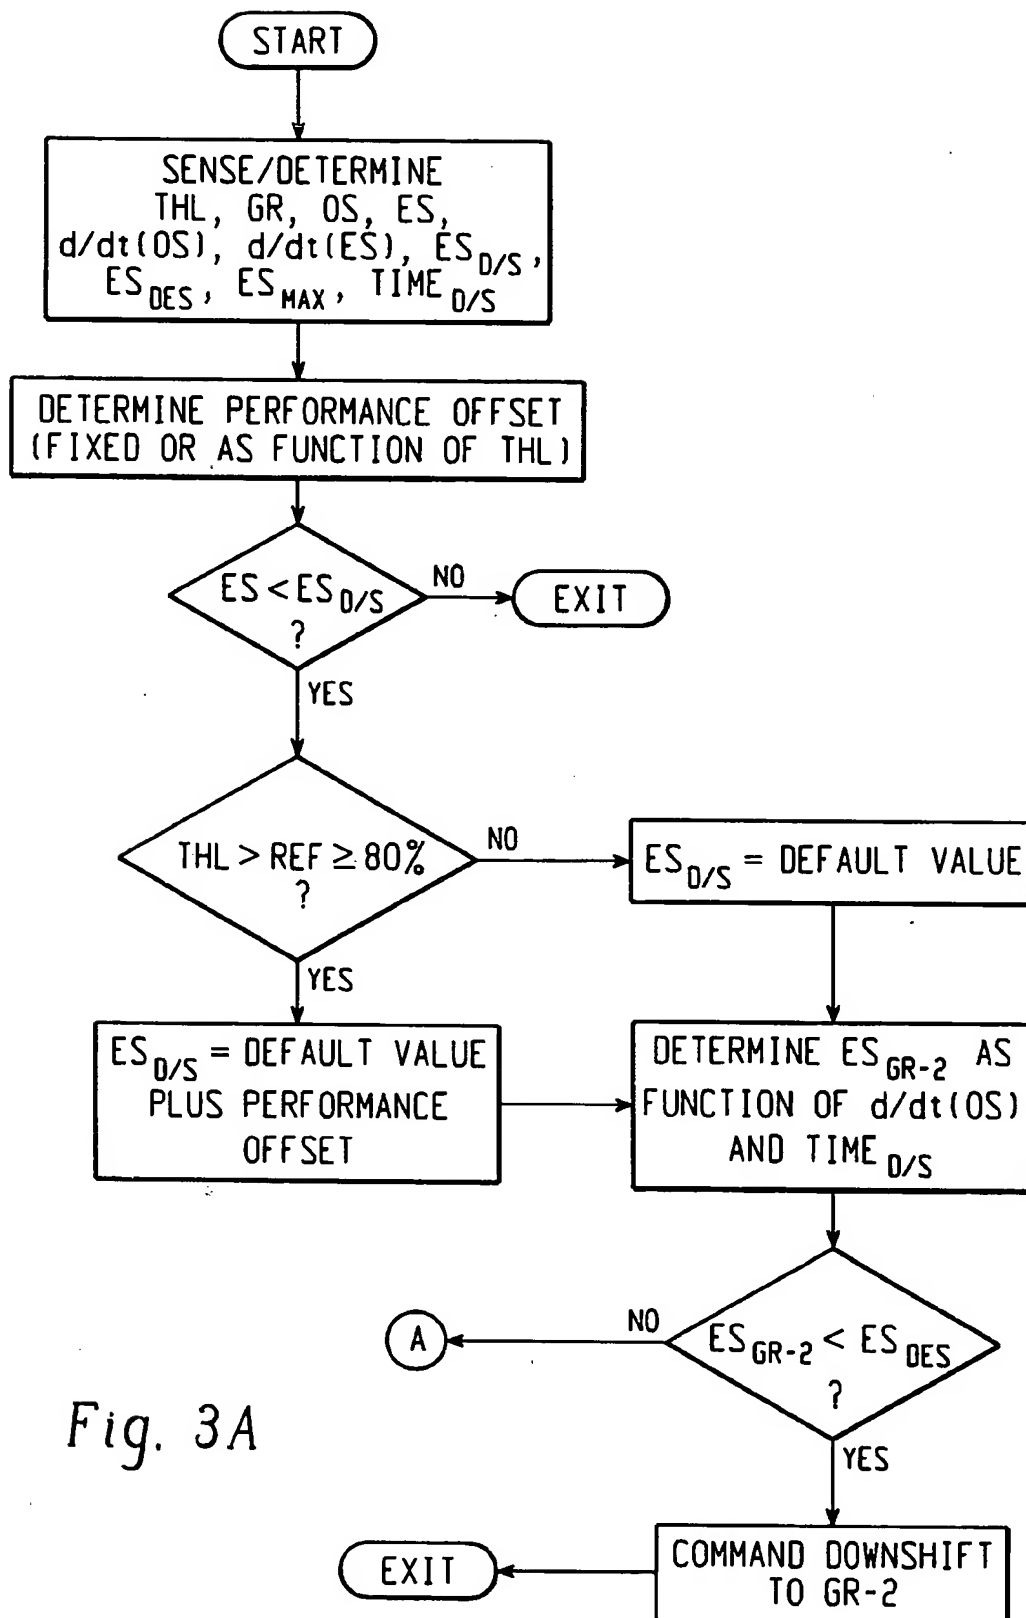 START
SENSE/DETERMINE
THL, GR, OS, ES,
d/dt(OS), d/dt(ES), ES D/S,
ES DES, ES MAX, TIME D/S
DETERMINE PERFORMANCE OFFSET
(FIXED OR AS FUNCTION OF THL)
ES < ES D/S
?
NO
EXIT
YES
THL > REF ≥ 80%
?
NO
ES D/S = DEFAULT VALUE
YES
ES D/S = DEFAULT VALUE
PLUS PERFORMANCE
OFFSET
DETERMINE ES GR-2 AS
FUNCTION OF d/dt(OS)
AND TIME D/S
ES GR-2 < ES DES
?
NO
A
YES
COMMAND DOWNSHIFT
TO GR-2
EXIT
Fig. 3A